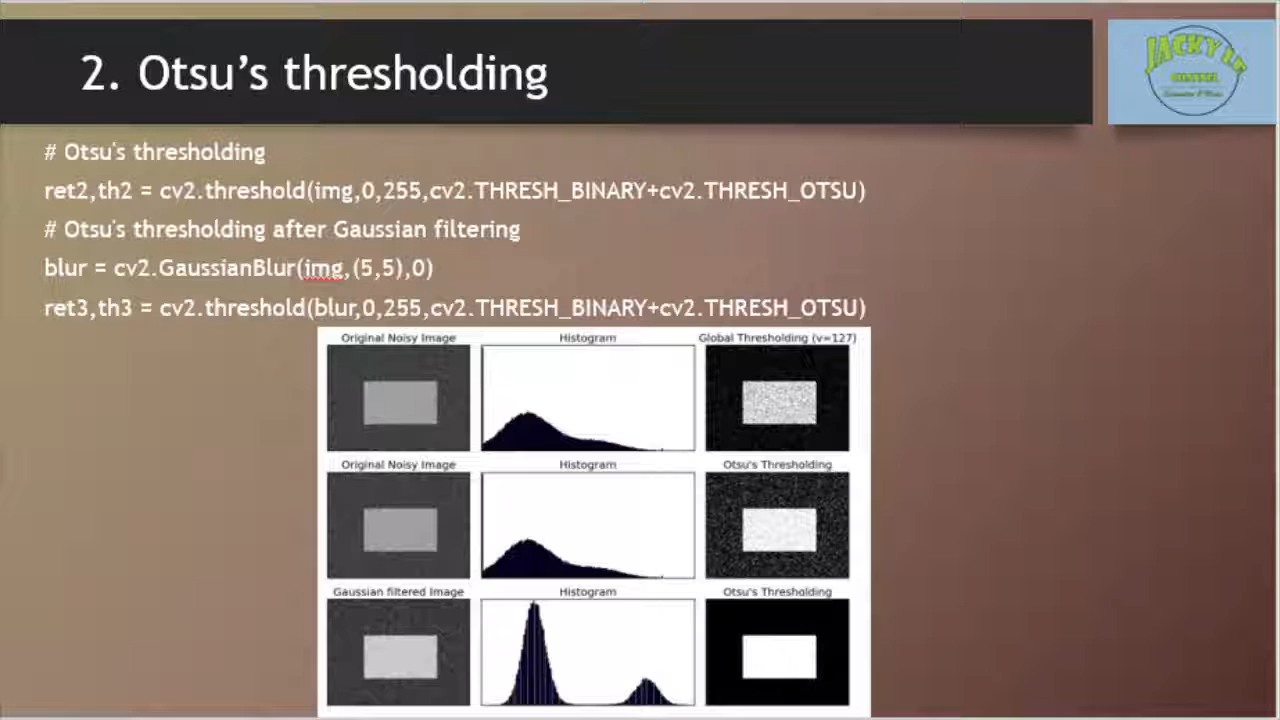 2. Otsu’s thresholding
JACKY LE
CHANNEL
# Otsu's thresholding
ret2,th2 = cv2.threshold(img,0,255,cv2.THRESH_BINARY+cv2.THRESH_OTSU)
# Otsu's thresholding after Gaussian filtering
blur = cv2.GaussianBlur(img,(5,5),0)
ret3,th3 = cv2.threshold(blur,0,255,cv2.THRESH_BINARY+cv2.THRESH_OTSU)
Original Noisy Image Histogram Global Thresholding (v=127)
Original Noisy Image Histogram Otsu's Thresholding
Gaussian filtered Image Histogram Otsu's Thresholding